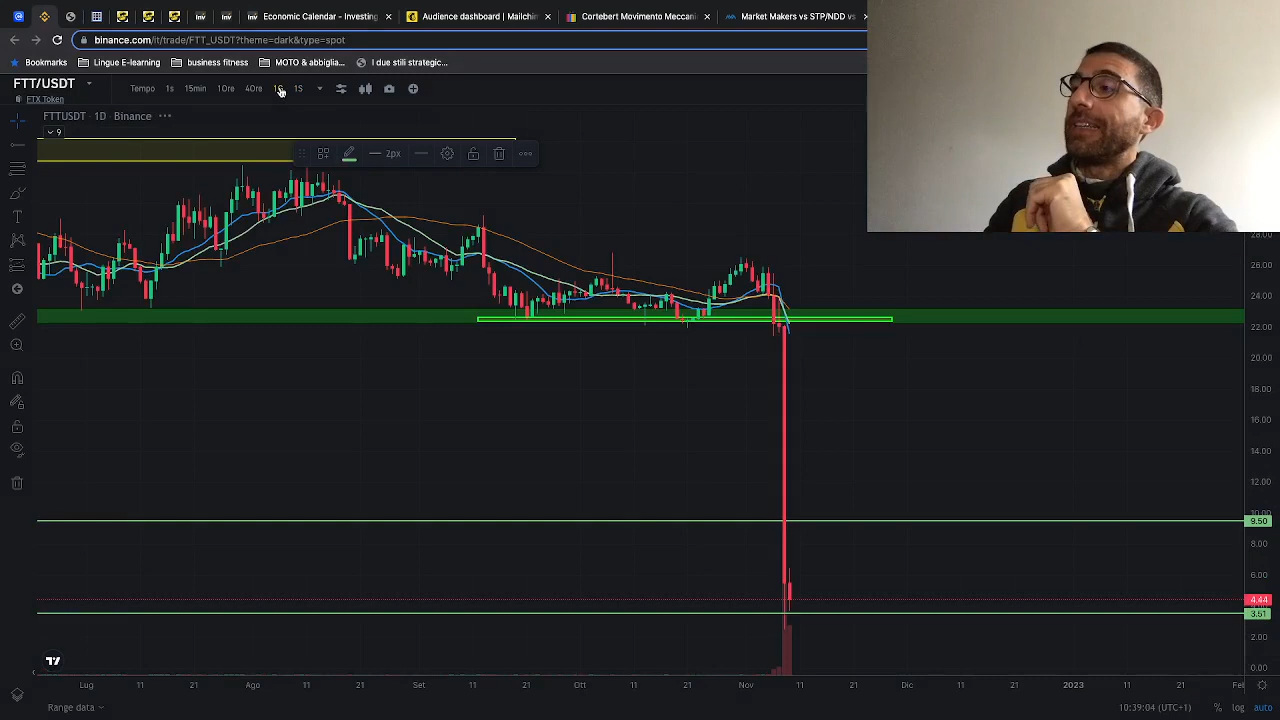 Economic Calendar - Investing
Audience dashboard | Mailchim
Cortebert Movimento Meccani
Market Makers vs STP/NDD vs
binance.com/it/trade/FTT_USDT?theme=dark&type=spot
Bookmarks
Lingue E-learning
business fitness
MOTO & abbiglia...
I due stili strategic...
FTT/USDT
FTX Token
Tempo 1s 15min 1Ore 4Ore 1G 1S
FTTUSDT · 1D · Binance
9
2px
28.00
26.00
24.00
22.00
20.00
18.00
16.00
14.00
12.00
10.00
9.50
8.00
6.00
4.44
3.51
2.00
0.00
Lug 11 21 Ago 11 21 Set 11 21 Ott 11 21 Nov 11 21 Dic 11 21 2023 11 21 Feb
Range data
10:39:04 (UTC+1) % log auto